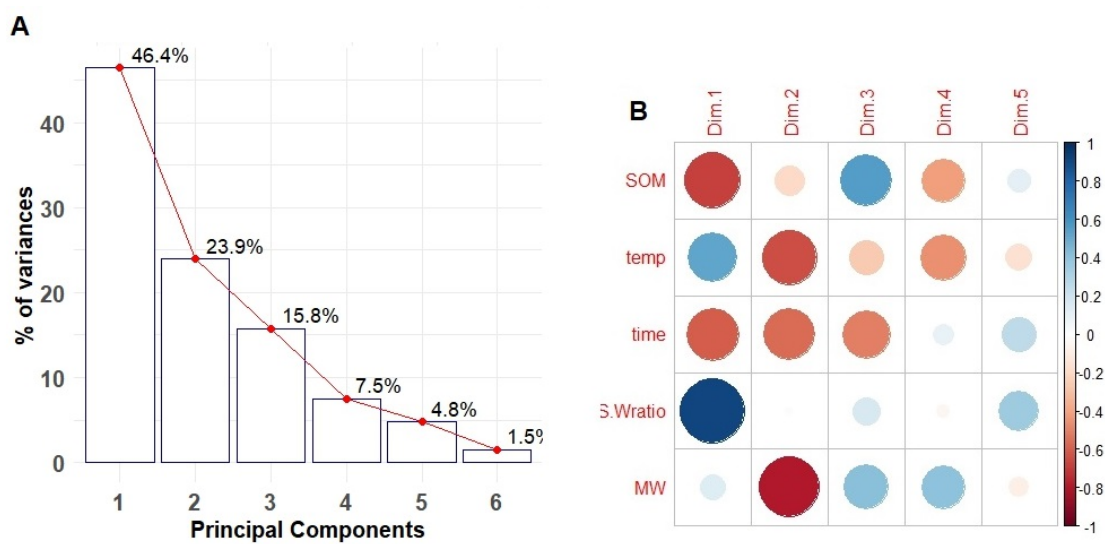 A
46.4%
23.9%
15.8%
7.5%
4.8%
1.5%
40
30
20
10
0
% of variances
1 2 3 4 5 6
Principal Components
B
Dim.1 Dim.2 Dim.3 Dim.4 Dim.5
SOM
temp
time
S.Wratio
MW
1
0.8
0.6
0.4
0.2
0
-0.2
-0.4
-0.6
-0.8
-1